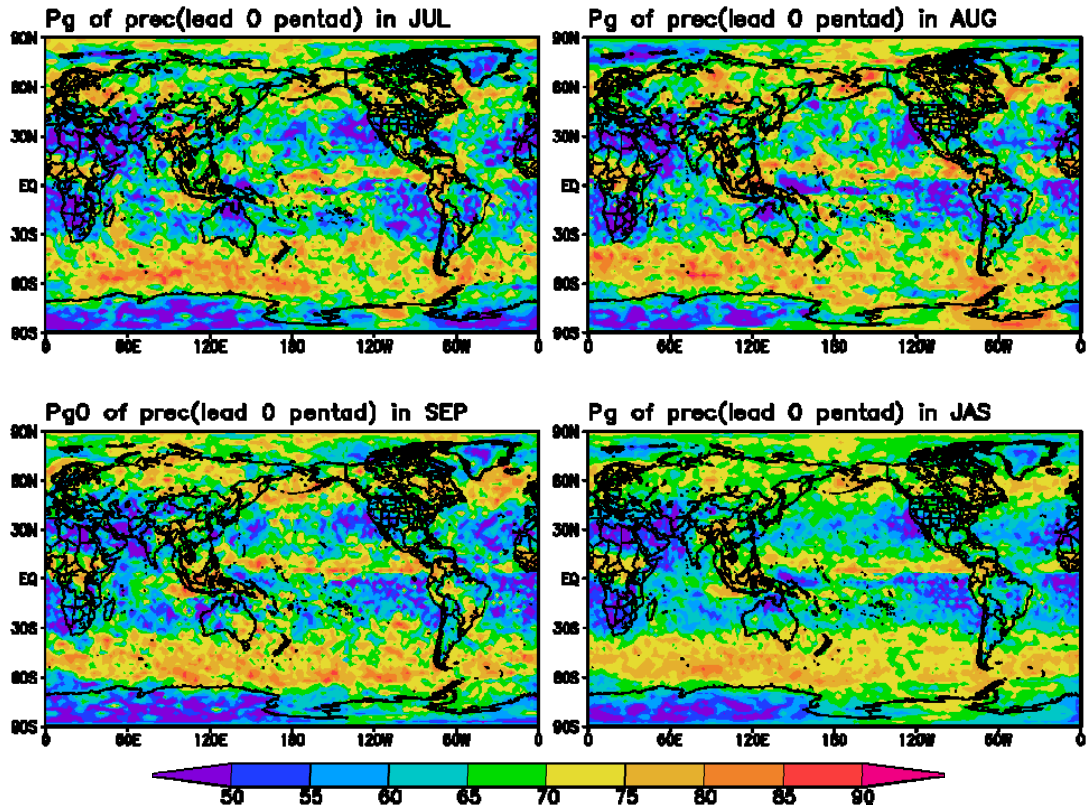 Pg of prec(lead 0 pentad) in JUL
90N
60N
30N
EQ
30S
60S
90S
0 60E 120E 180 120W 60W 0
Pg of prec(lead 0 pentad) in AUG
90N
60N
30N
EQ
30S
60S
90S
0 60E 120E 180 120W 60W 0
Pg0 of prec(lead 0 pentad) in SEP
90N
60N
30N
EQ
30S
60S
90S
0 60E 120E 180 120W 60W 0
Pg of prec(lead 0 pentad) in JAS
90N
60N
30N
EQ
30S
60S
90S
0 60E 120E 180 120W 60W 0
50 55 60 65 70 75 80 85 90